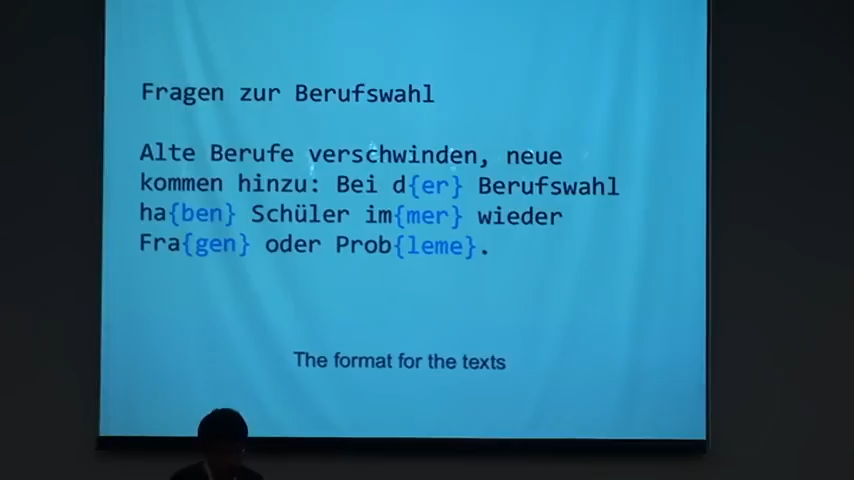 Fragen zur Berufswahl
Alte Berufe verschwinden, neue
kommen hinzu: Bei d{er} Berufswahl
ha{ben} Schüler im{mer} wieder
Fra{gen} oder Prob{leme}.
The format for the texts